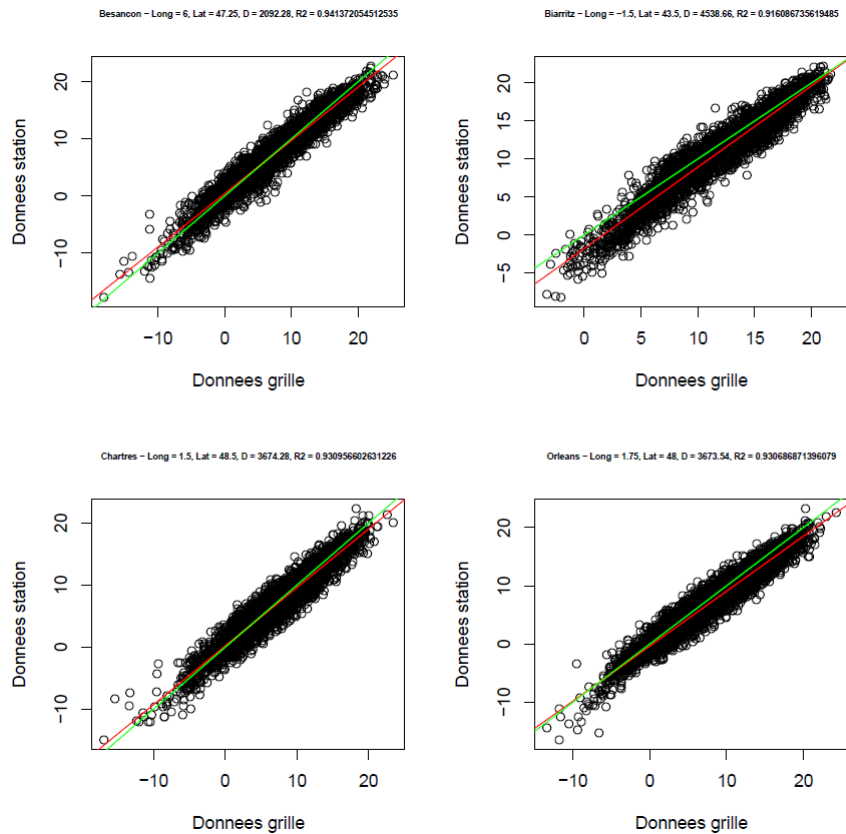 Besancon − Long = 6, Lat = 47.25, D = 2092.28, R2 = 0.941372054512535
20
10
0
−10
Donnees station
−10 0 10 20
Donnees grille
Biarritz − Long = −1.5, Lat = 43.5, D = 4538.66, R2 = 0.916086735619485
20
15
10
5
0
−5
Donnees station
0 5 10 15 20
Donnees grille
Chartres − Long = 1.5, Lat = 48.5, D = 3674.28, R2 = 0.930956602631226
20
10
0
−10
Donnees station
−10 0 10 20
Donnees grille
Orleans − Long = 1.75, Lat = 48, D = 3673.54, R2 = 0.930686871396079
20
10
0
−10
Donnees station
−10 0 10 20
Donnees grille